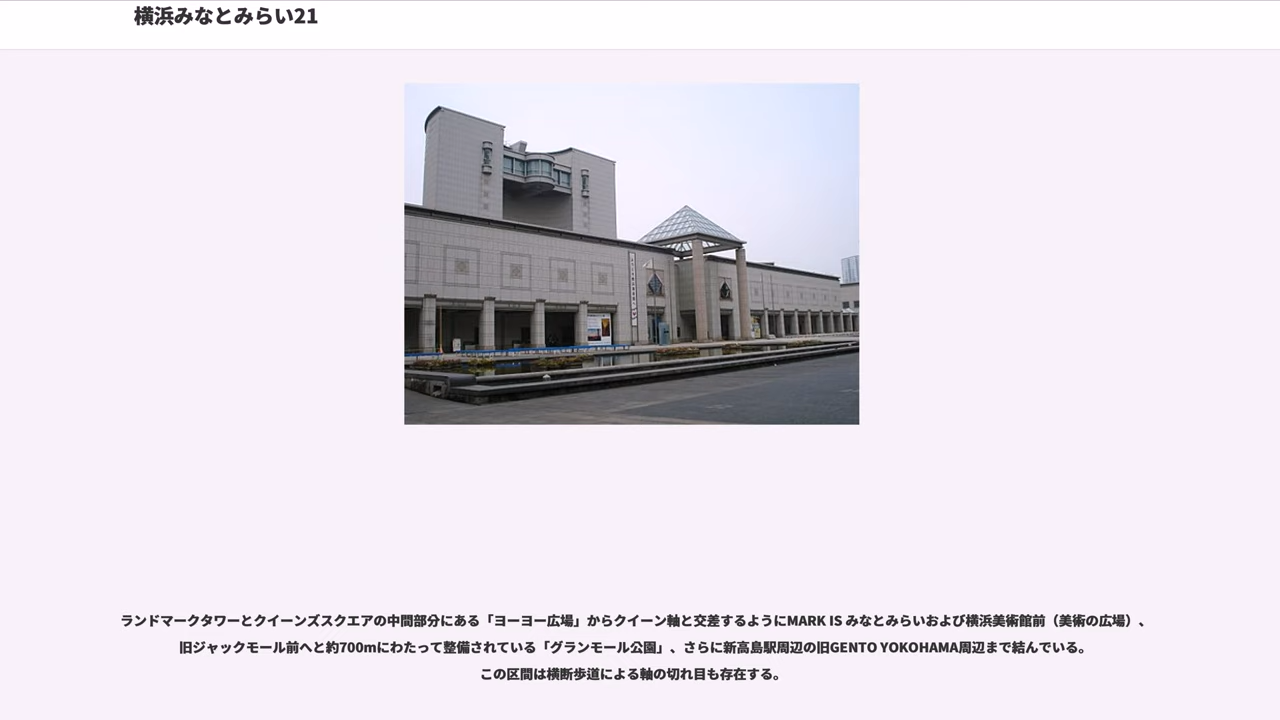 横浜みなとみらい21
ランドマークタワーとクイーンズスクエアの中間部分にある「ヨーヨー広場」からクイーン軸と交差するようにMARK IS みなとみらいおよび横浜美術館前（美術の広場）、
旧ジャックモール前へと約700mにわたって整備されている「グランモール公園」、さらに新高島駅周辺の旧GENTO YOKOHAMA周辺まで結んでいる。
この区間は横断歩道による軸の切れ目も存在する。